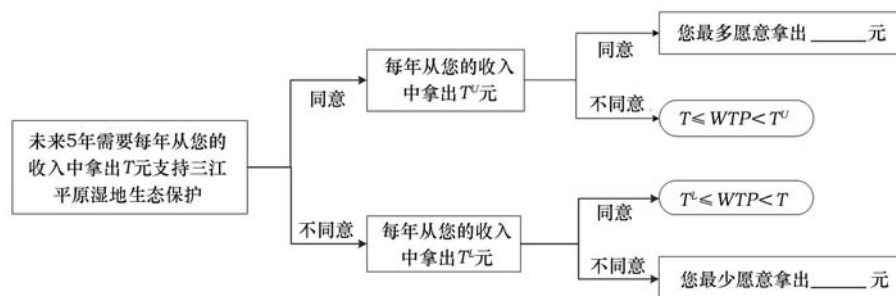 同意
您最多愿意拿出______元
每年从您的收入
中拿出Tᵁ元
同意
不同意
T≤WTP<Tᵁ
未来5年需要每年从您的
收入中拿出T元支持三江
平原湿地生态保护
不同意
每年从您的收入
中拿出Tᴸ元
同意
Tᴸ≤WTP<T
不同意
您最少愿意拿出______元